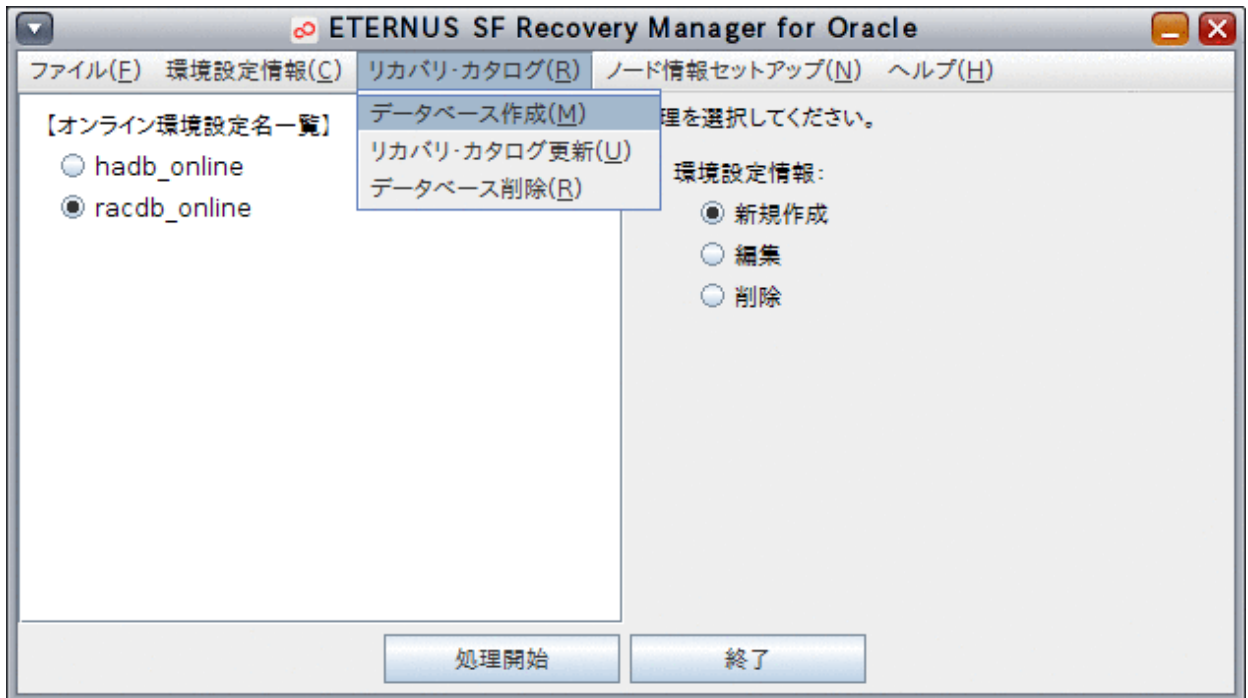 ETERNUS SF Recovery Manager for Oracle
ファイル(F) 環境設定情報(C) リカバリ・カタログ(R) ノード情報セットアップ(N) ヘルプ(H)
データベース作成(M)
リカバリ・カタログ更新(U)
データベース削除(R)
【オンライン環境設定名一覧】
hadb_online
racdb_online
理を選択してください。
環境設定情報:
新規作成
編集
削除
処理開始 終了